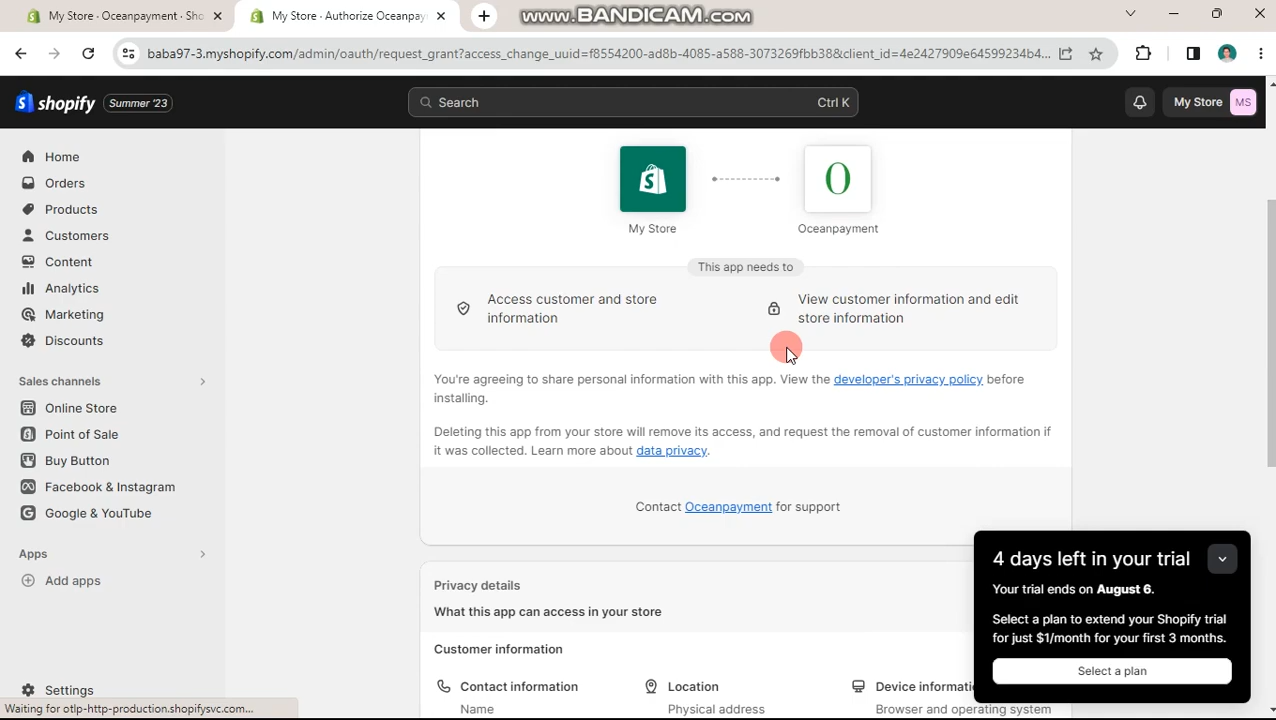 My Store · Oceanpayment · Sho
My Store · Authorize Oceanpay
www.BANDICAM.com
baba97-3.myshopify.com/admin/oauth/request_grant?access_change_uuid=f8554200-ad8b-4085-a588-3073269fbb38&client_id=4e2427909e64599234b4...
shopify
Summer '23
Search
Ctrl K
My Store
MS
Home
Orders
Products
Customers
Content
Analytics
Marketing
Discounts
Sales channels
Online Store
Point of Sale
Buy Button
Facebook & Instagram
Google & YouTube
Apps
Add apps
Settings
Waiting for otlp-http-production.shopifysvc.com...
My Store
Oceanpayment
This app needs to
Access customer and store
information
View customer information and edit
store information
You're agreeing to share personal information with this app. View the developer's privacy policy before
installing.
Deleting this app from your store will remove its access, and request the removal of customer information if
it was collected. Learn more about data privacy.
Contact Oceanpayment for support
Privacy details
What this app can access in your store
Customer information
Contact information
Name
Location
Physical address
Device informati
Browser and operating system
4 days left in your trial
Your trial ends on August 6.
Select a plan to extend your Shopify trial
for just $1/month for your first 3 months.
Select a plan